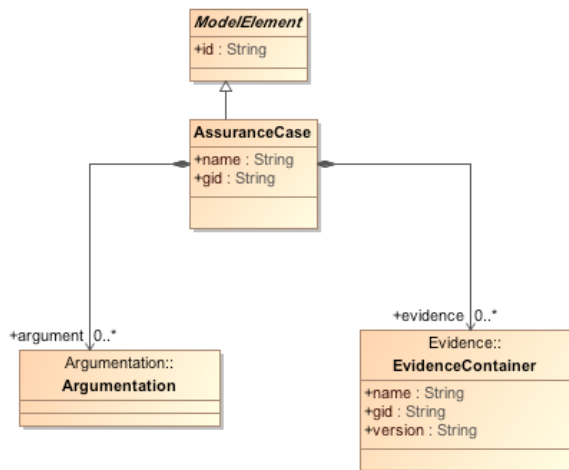 ModelElement
+id : String
AssuranceCase
+name : String
+gid : String
+argument 0..*
+evidence 0..*
Argumentation::
Argumentation
Evidence::
EvidenceContainer
+name : String
+gid : String
+version : String